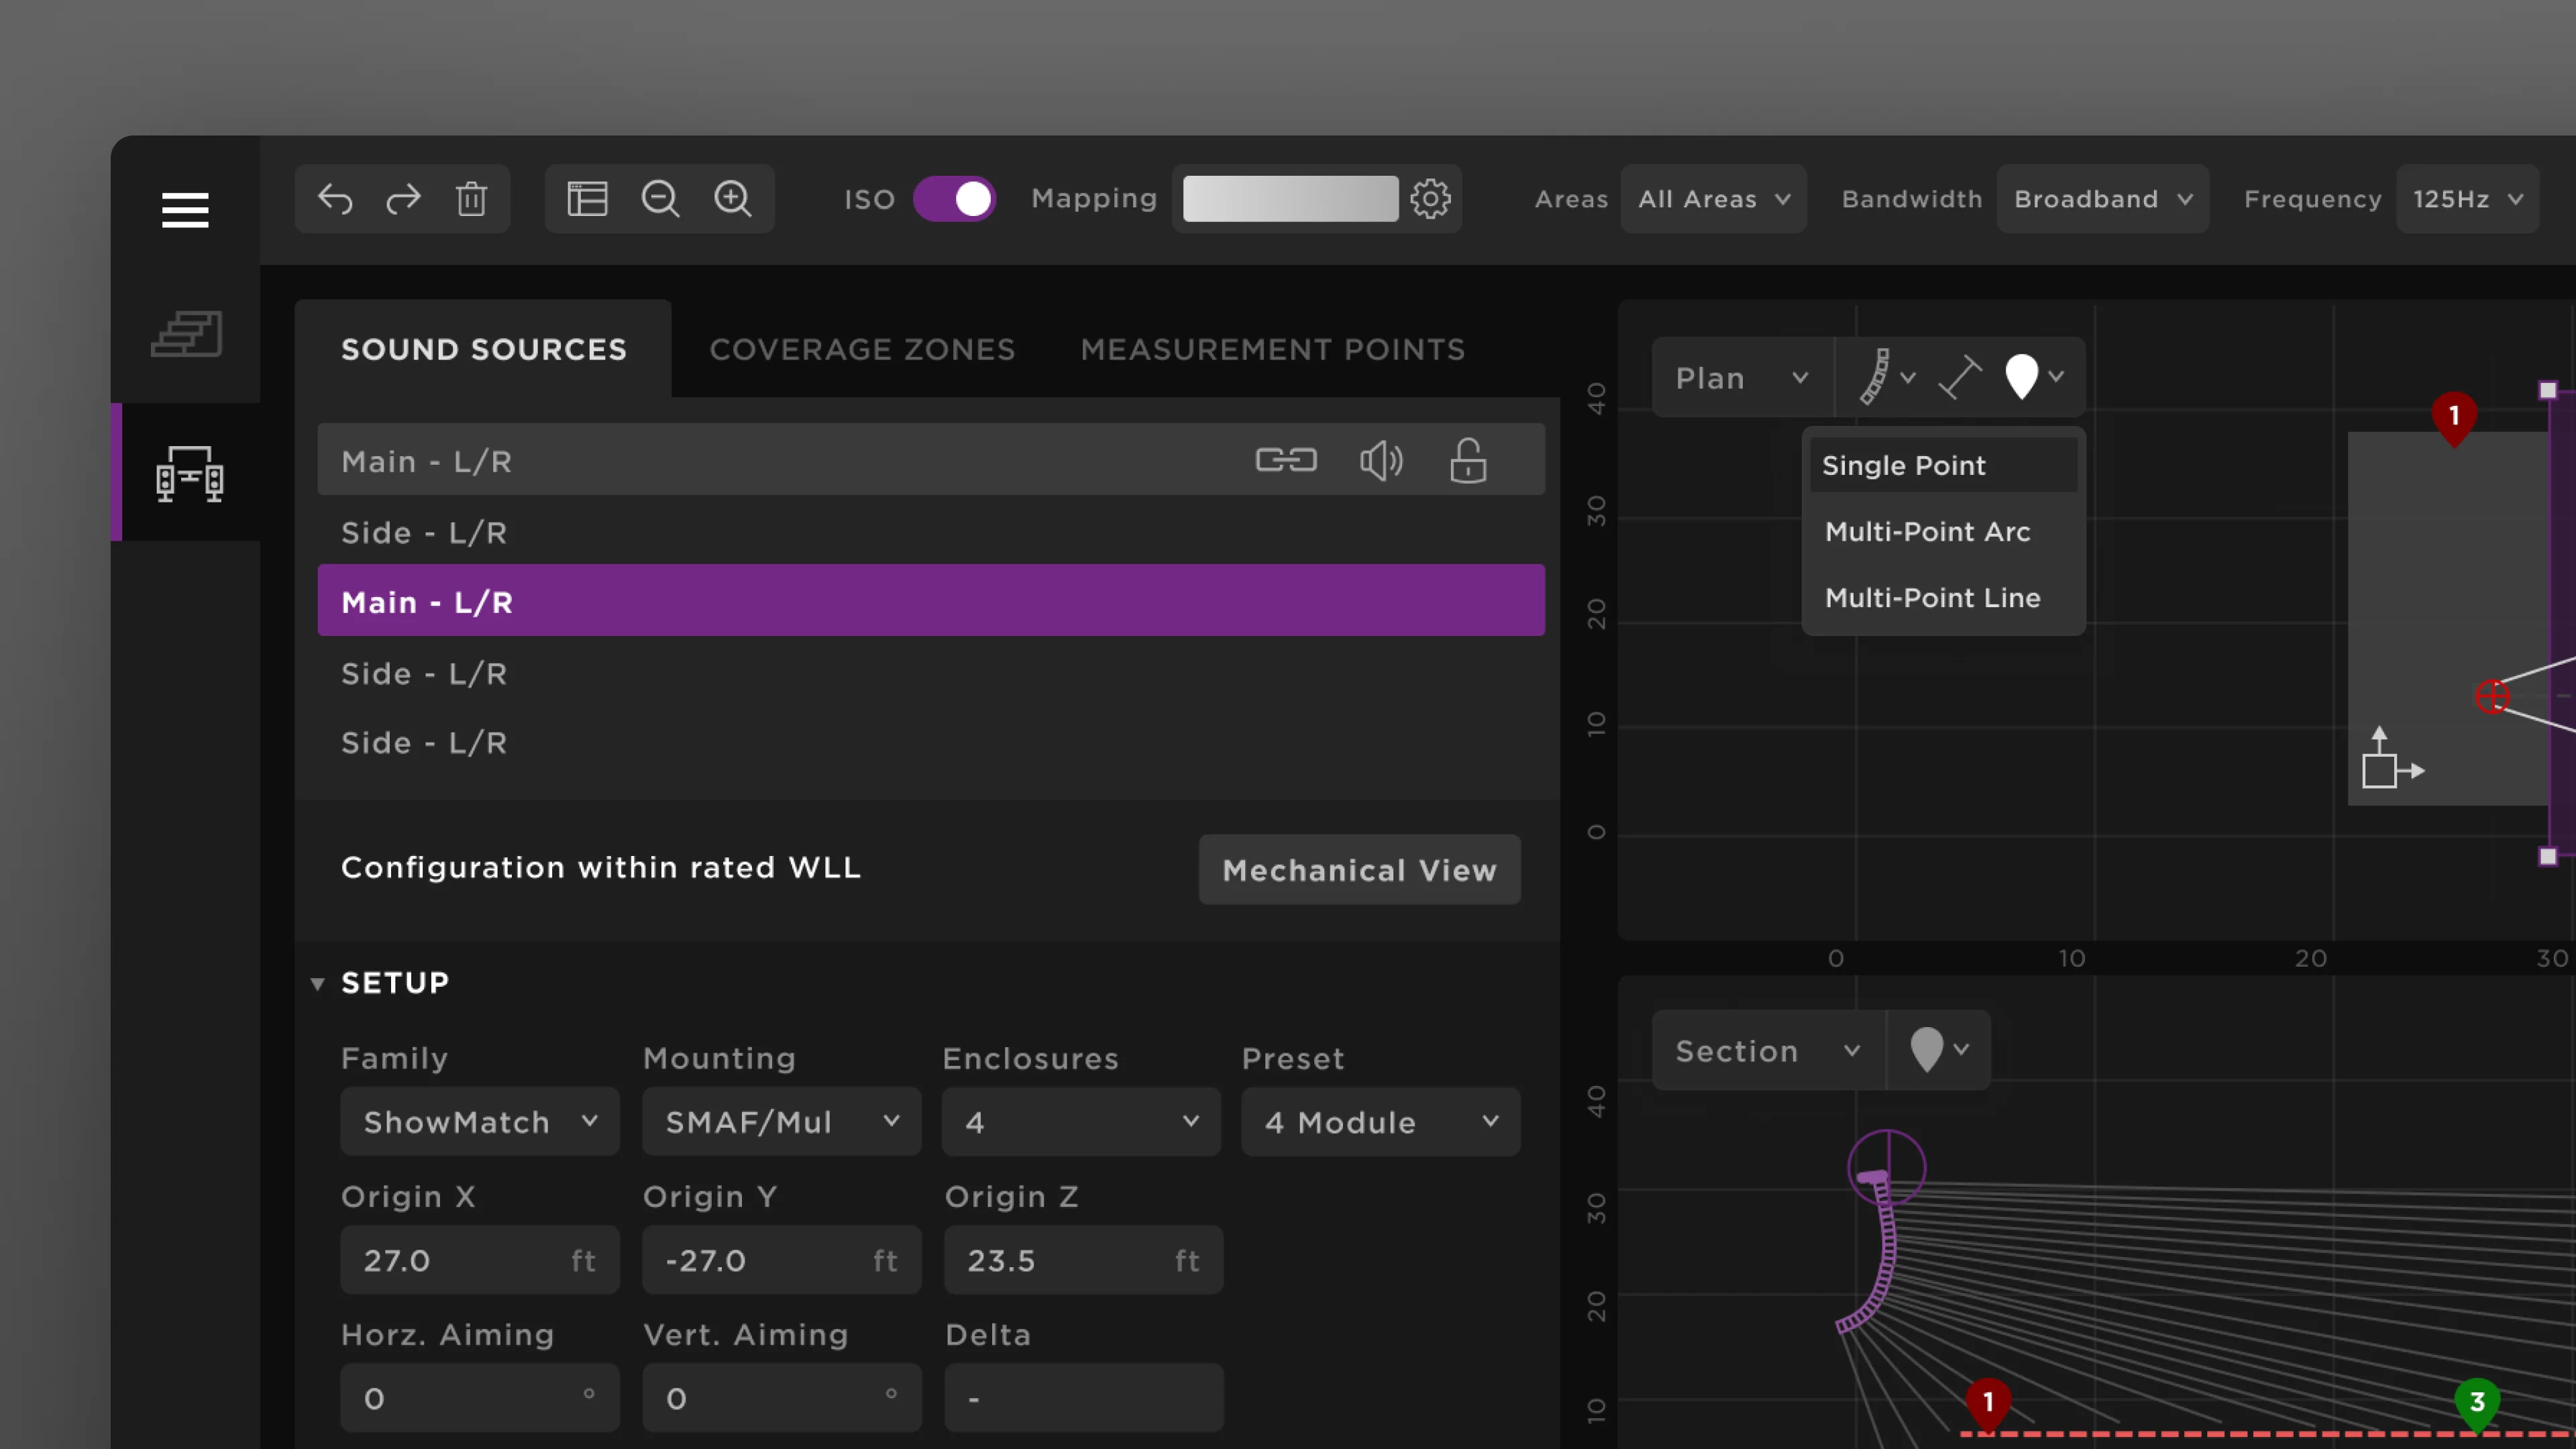 ISO Mapping Areas All Areas Bandwidth Broadband Frequency 125Hz
SOUND SOURCES COVERAGE ZONES MEASUREMENT POINTS
Main - L/R
Side - L/R
Main - L/R
Side - L/R
Side - L/R
Configuration within rated WLL Mechanical View
SETUP
Family Mounting Enclosures Preset
ShowMatch SMAF/Mul 4 4 Module
Origin X Origin Y Origin Z
27.0 ft -27.0 ft 23.5 ft
Horz. Aiming Vert. Aiming Delta
0 ° 0 ° -
Plan
Single Point
Multi-Point Arc
Multi-Point Line
40
30
20
10
0
1
0 10 20 30
Section
40
30
20
10
1 3